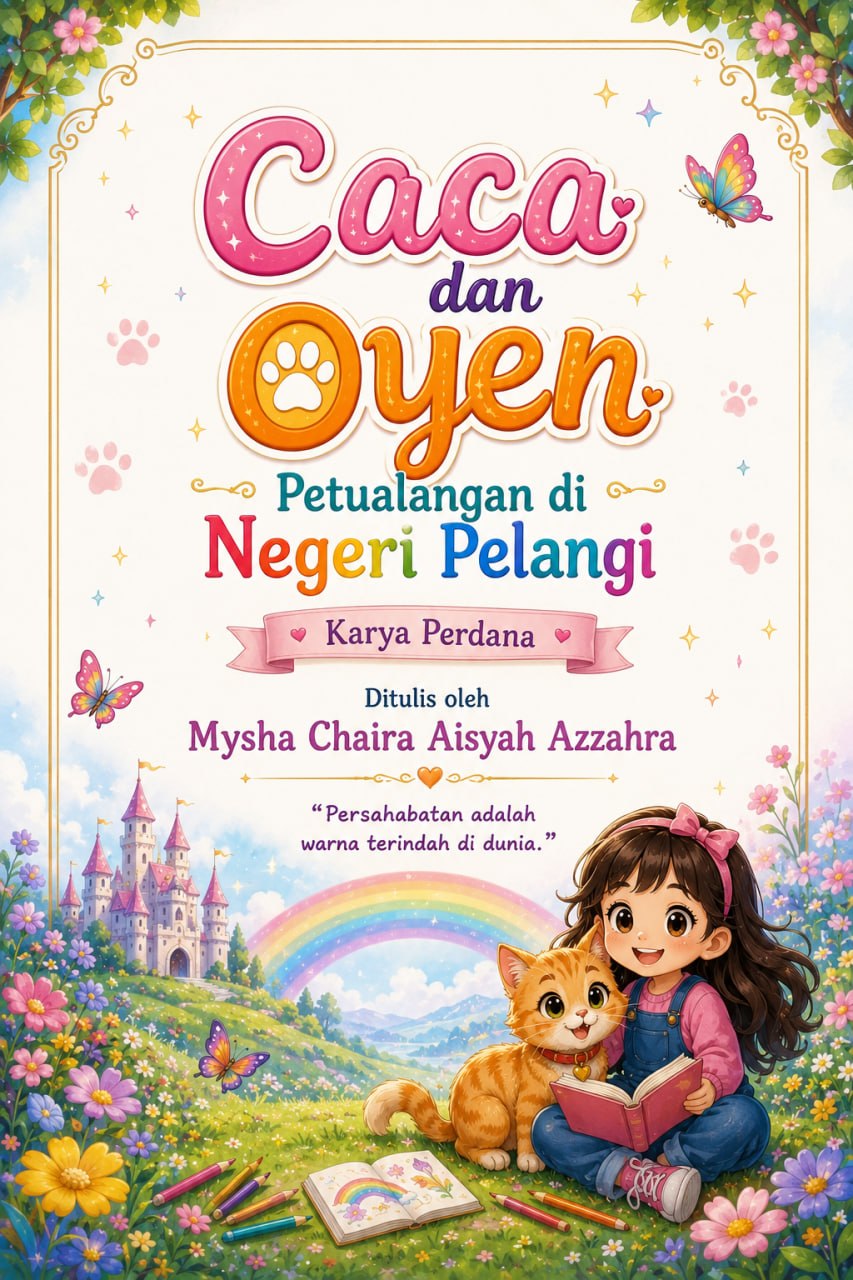 Caca
dan
Oyen
Petualangan di
Negeri Pelangi
Karya Perdana
Ditulis oleh
Mysha Chaira Aisyah Azzahra
“Persahabatan adalah
warna terindah di dunia.”